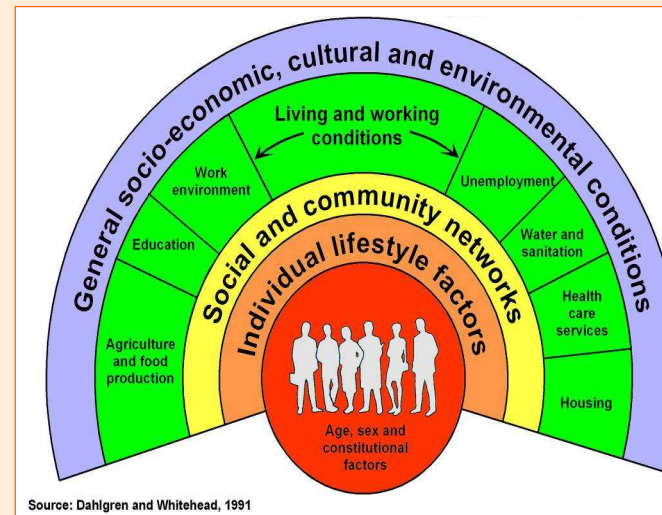 General socio-economic, cultural and environmental conditions
Living and working
conditions
Work
environment
Unemployment
Education
Water and
sanitation
Agriculture
and food
production
Health
care
services
Housing
Social and community networks
Individual lifestyle factors
Age, sex and
constitutional
factors
Source: Dahlgren and Whitehead, 1991